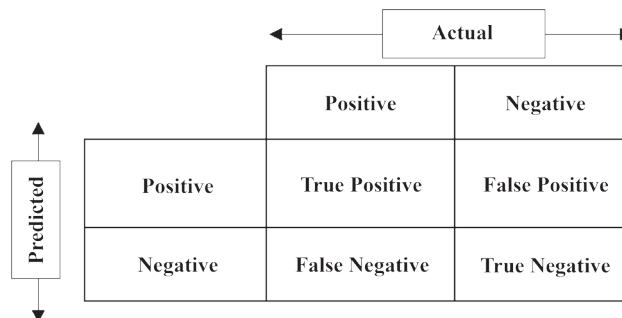 Actual
Positive Negative
Predicted
Positive True Positive False Positive
Negative False Negative True Negative